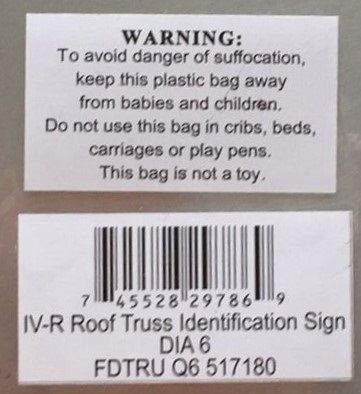 WARNING:
To avoid danger of suffocation,
keep this plastic bag away
from babies and children.
Do not use this bag in cribs, beds,
carriages or play pens.
This bag is not a toy.
7 45528 29786 9
IV-R Roof Truss Identification Sign
DIA 6
FDTRU Q6 517180